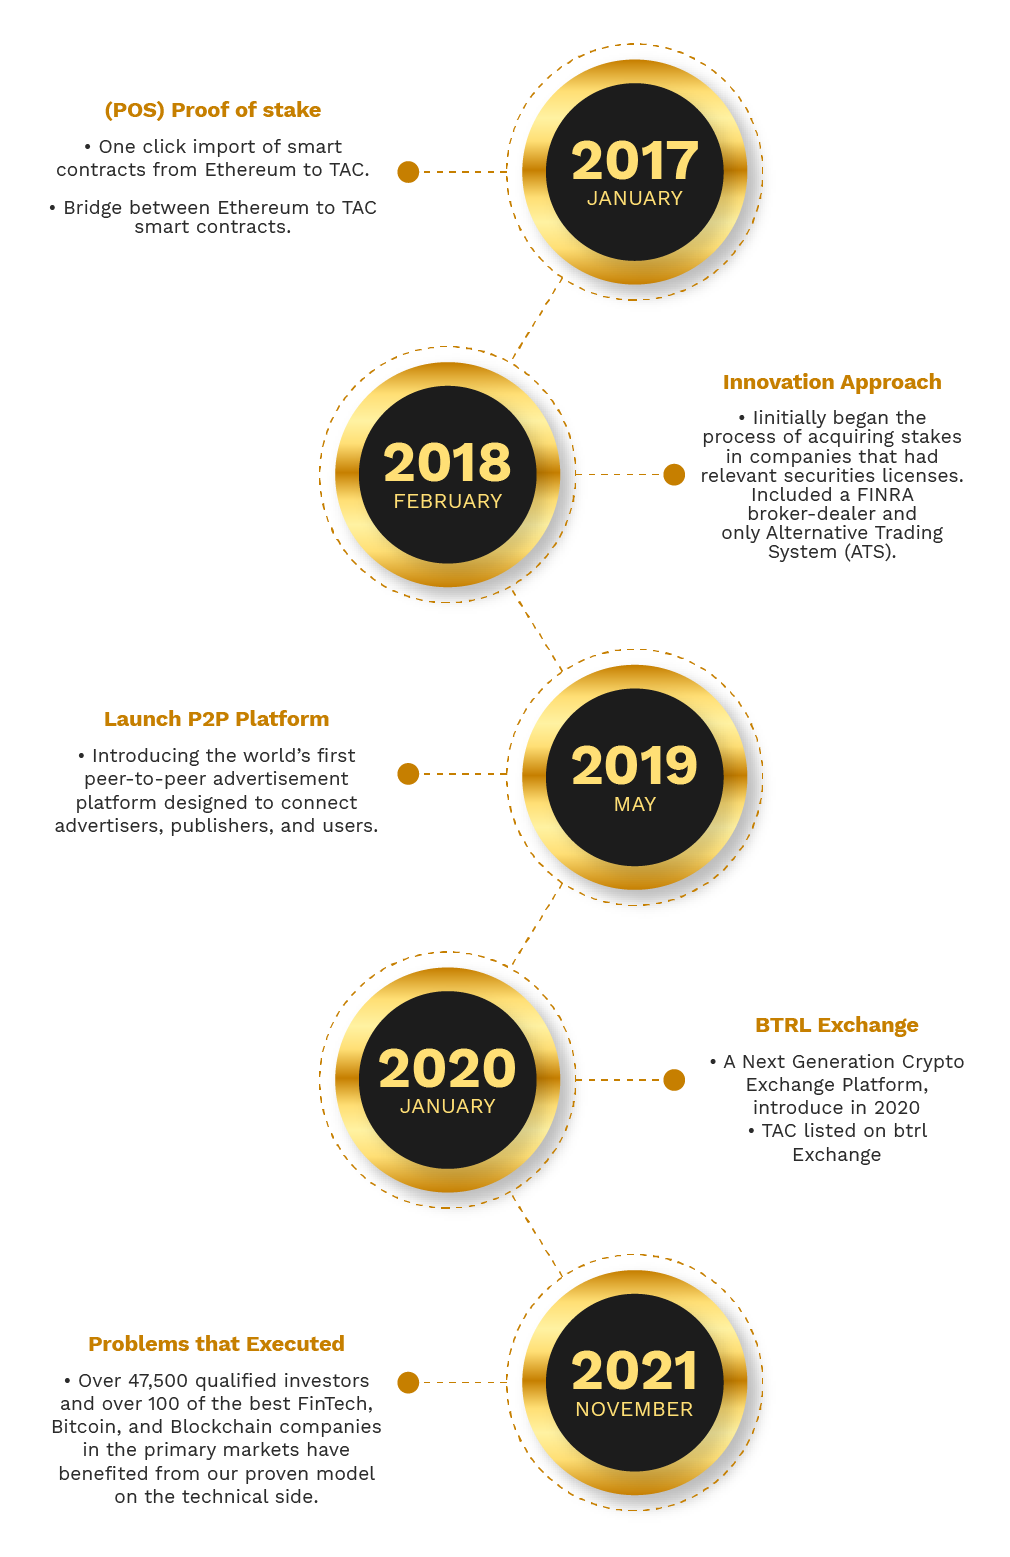 (POS) Proof of stake
• One click import of smart
contracts from Ethereum to TAC.
• Bridge between Ethereum to TAC
smart contracts.
2017
JANUARY
2018
FEBRUARY
Innovation Approach
• Iinitially began the
process of acquiring stakes
in companies that had
relevant securities licenses.
Included a FINRA
broker-dealer and
only Alternative Trading
System (ATS).
Launch P2P Platform
• Introducing the world’s first
peer-to-peer advertisement
platform designed to connect
advertisers, publishers, and users.
2019
MAY
2020
JANUARY
BTRL Exchange
• A Next Generation Crypto
Exchange Platform,
introduce in 2020
• TAC listed on btrl
Exchange
Problems that Executed
• Over 47,500 qualified investors
and over 100 of the best FinTech,
Bitcoin, and Blockchain companies
in the primary markets have
benefited from our proven model
on the technical side.
2021
NOVEMBER